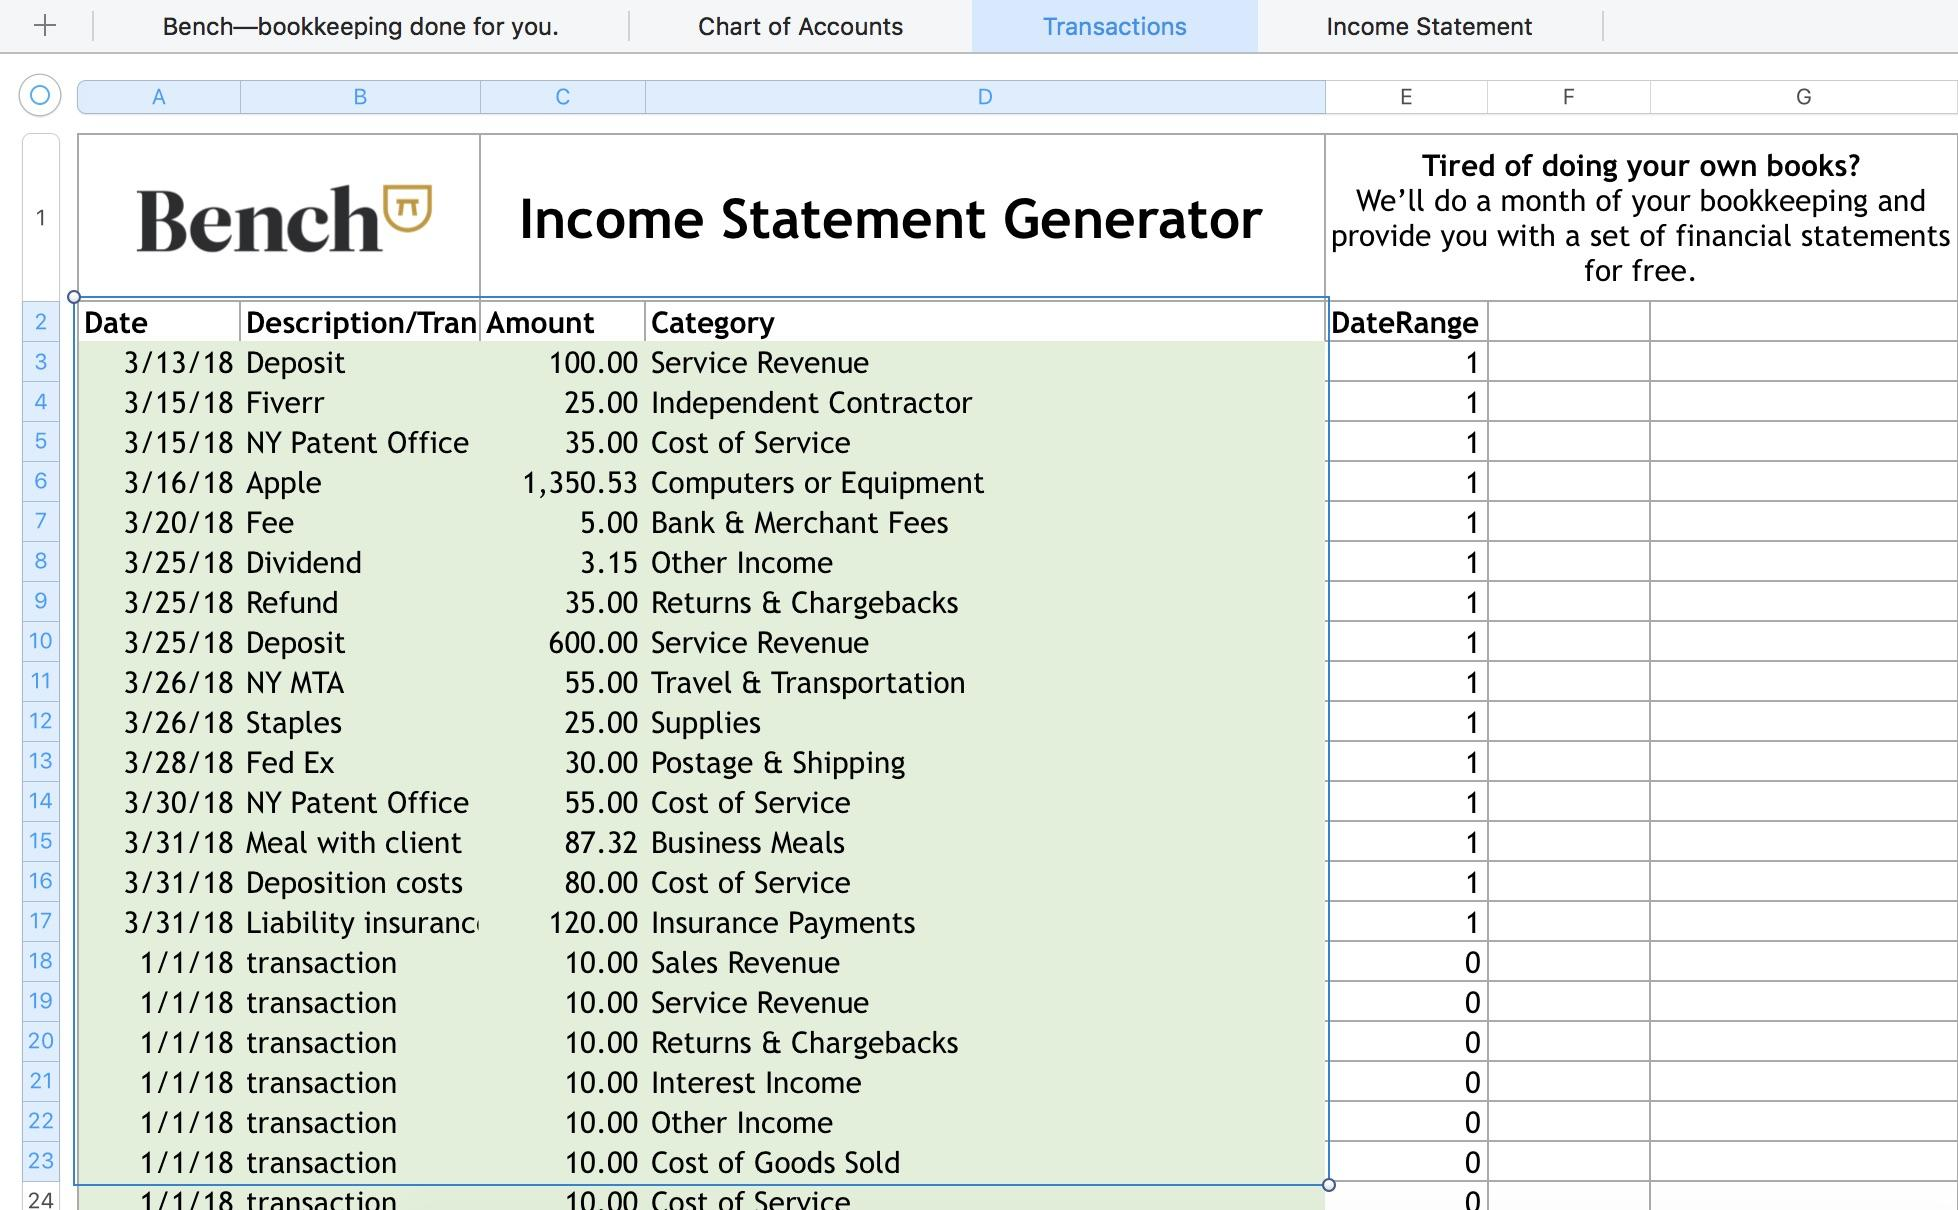 Bench—bookkeeping done for you. Chart of Accounts Transactions Income Statement
A B C D E F G
1 Bench Income Statement Generator
Tired of doing your own books?
We’ll do a month of your bookkeeping and
provide you with a set of financial statements
for free.
2 Date Description/Tran Amount Category DateRange
3 3/13/18 Deposit 100.00 Service Revenue 1
4 3/15/18 Fiverr 25.00 Independent Contractor 1
5 3/15/18 NY Patent Office 35.00 Cost of Service 1
6 3/16/18 Apple 1,350.53 Computers or Equipment 1
7 3/20/18 Fee 5.00 Bank & Merchant Fees 1
8 3/25/18 Dividend 3.15 Other Income 1
9 3/25/18 Refund 35.00 Returns & Chargebacks 1
10 3/25/18 Deposit 600.00 Service Revenue 1
11 3/26/18 NY MTA 55.00 Travel & Transportation 1
12 3/26/18 Staples 25.00 Supplies 1
13 3/28/18 Fed Ex 30.00 Postage & Shipping 1
14 3/30/18 NY Patent Office 55.00 Cost of Service 1
15 3/31/18 Meal with client 87.32 Business Meals 1
16 3/31/18 Deposition costs 80.00 Cost of Service 1
17 3/31/18 Liability insuranc 120.00 Insurance Payments 1
18 1/1/18 transaction 10.00 Sales Revenue 0
19 1/1/18 transaction 10.00 Service Revenue 0
20 1/1/18 transaction 10.00 Returns & Chargebacks 0
21 1/1/18 transaction 10.00 Interest Income 0
22 1/1/18 transaction 10.00 Other Income 0
23 1/1/18 transaction 10.00 Cost of Goods Sold 0
24 1/1/18 transaction 10.00 Cost of Service 0